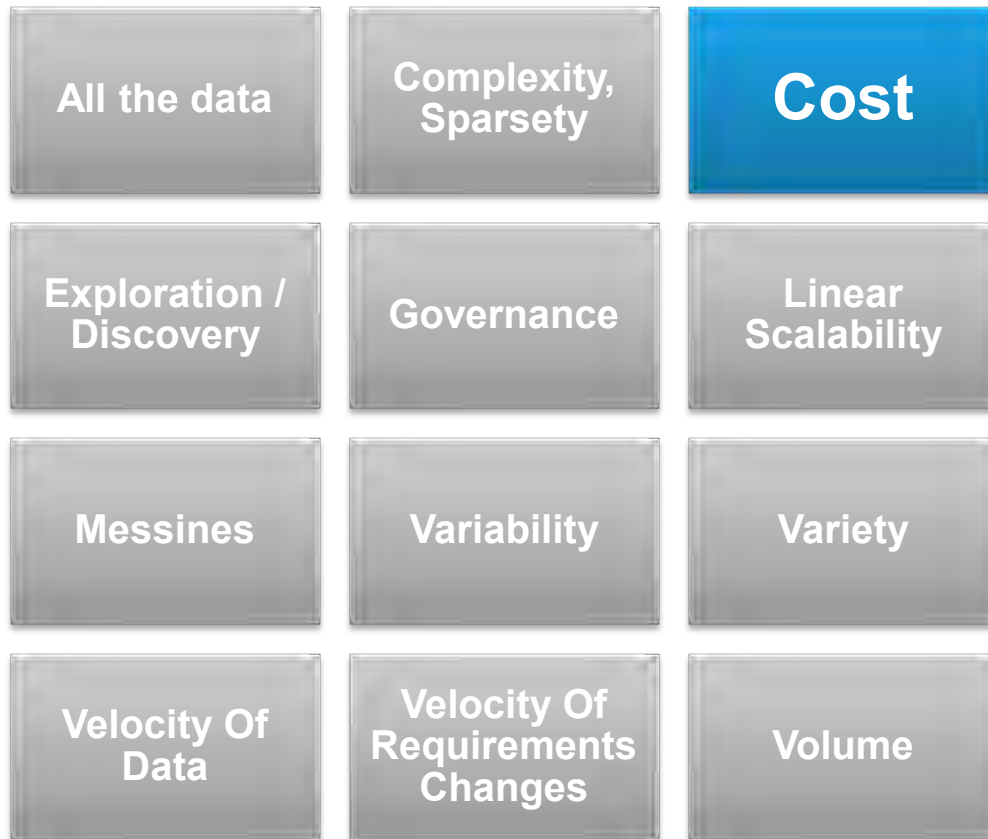 All the data
Complexity,
Sparsety
Cost
Exploration /
Discovery
Governance
Linear
Scalability
Messines
Variability
Variety
Velocity Of
Data
Velocity Of
Requirements
Changes
Volume